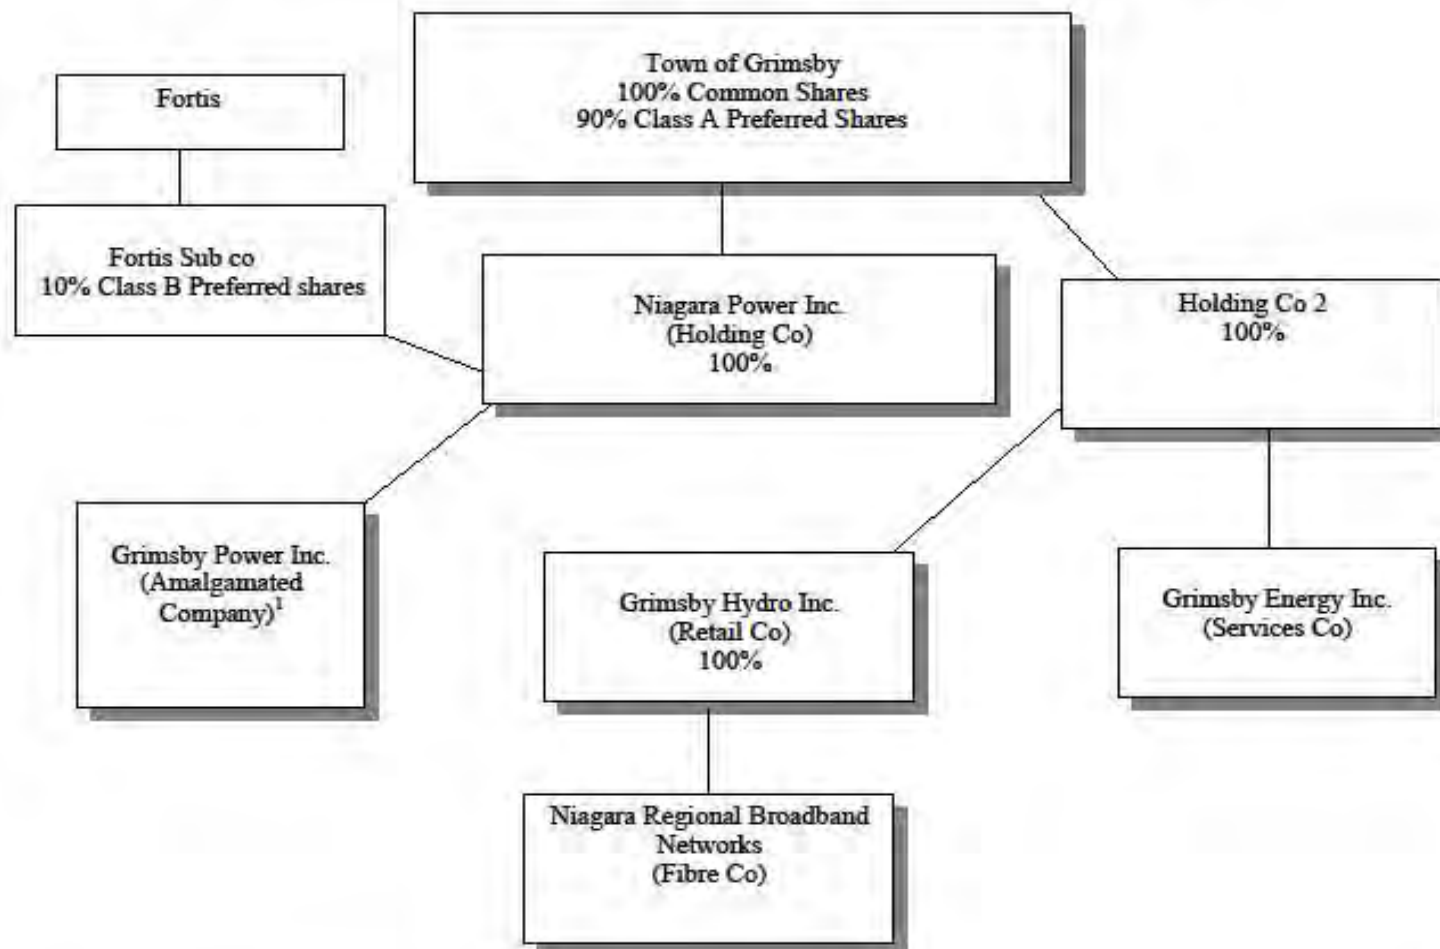 Town of Grimsby
100% Common Shares
90% Class A Preferred Shares
Fortis
Fortis Sub co
10% Class B Preferred shares
Niagara Power Inc.
(Holding Co)
100%
Holding Co 2
100%
Grimsby Power Inc.
(Amalgamated
Company)1
Grimsby Hydro Inc.
(Retail Co)
100%
Grimsby Energy Inc.
(Services Co)
Niagara Regional Broadband
Networks
(Fibre Co)